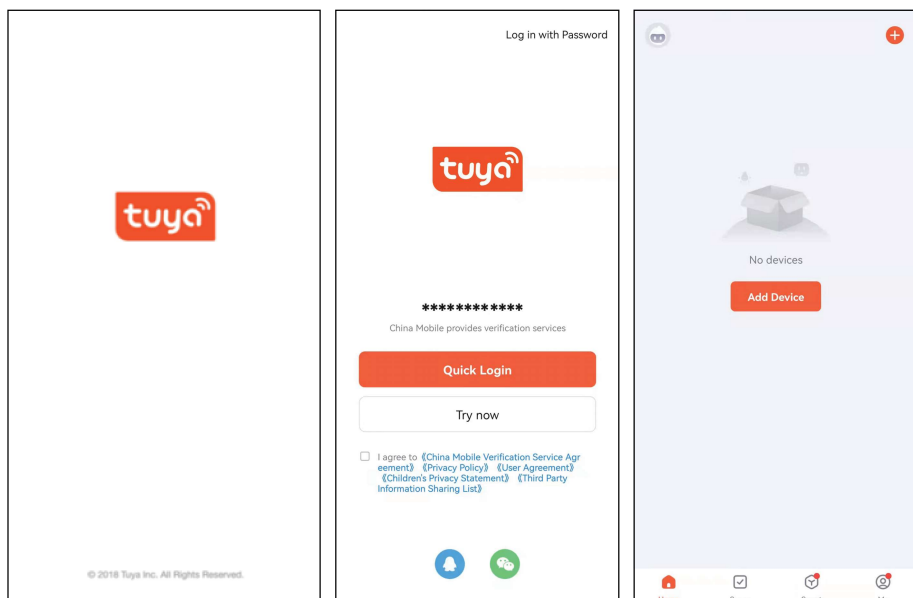 tuya
© 2018 Tuya Inc. All Rights Reserved.
Log in with Password
tuya
************
China Mobile provides verification services
Quick Login
Try now
I agree to 《China Mobile Verification Service Agr
eement》 《Privacy Policy》 《User Agreement》
《Children's Privacy Statement》 《Third Party
Information Sharing List》
No devices
Add Device